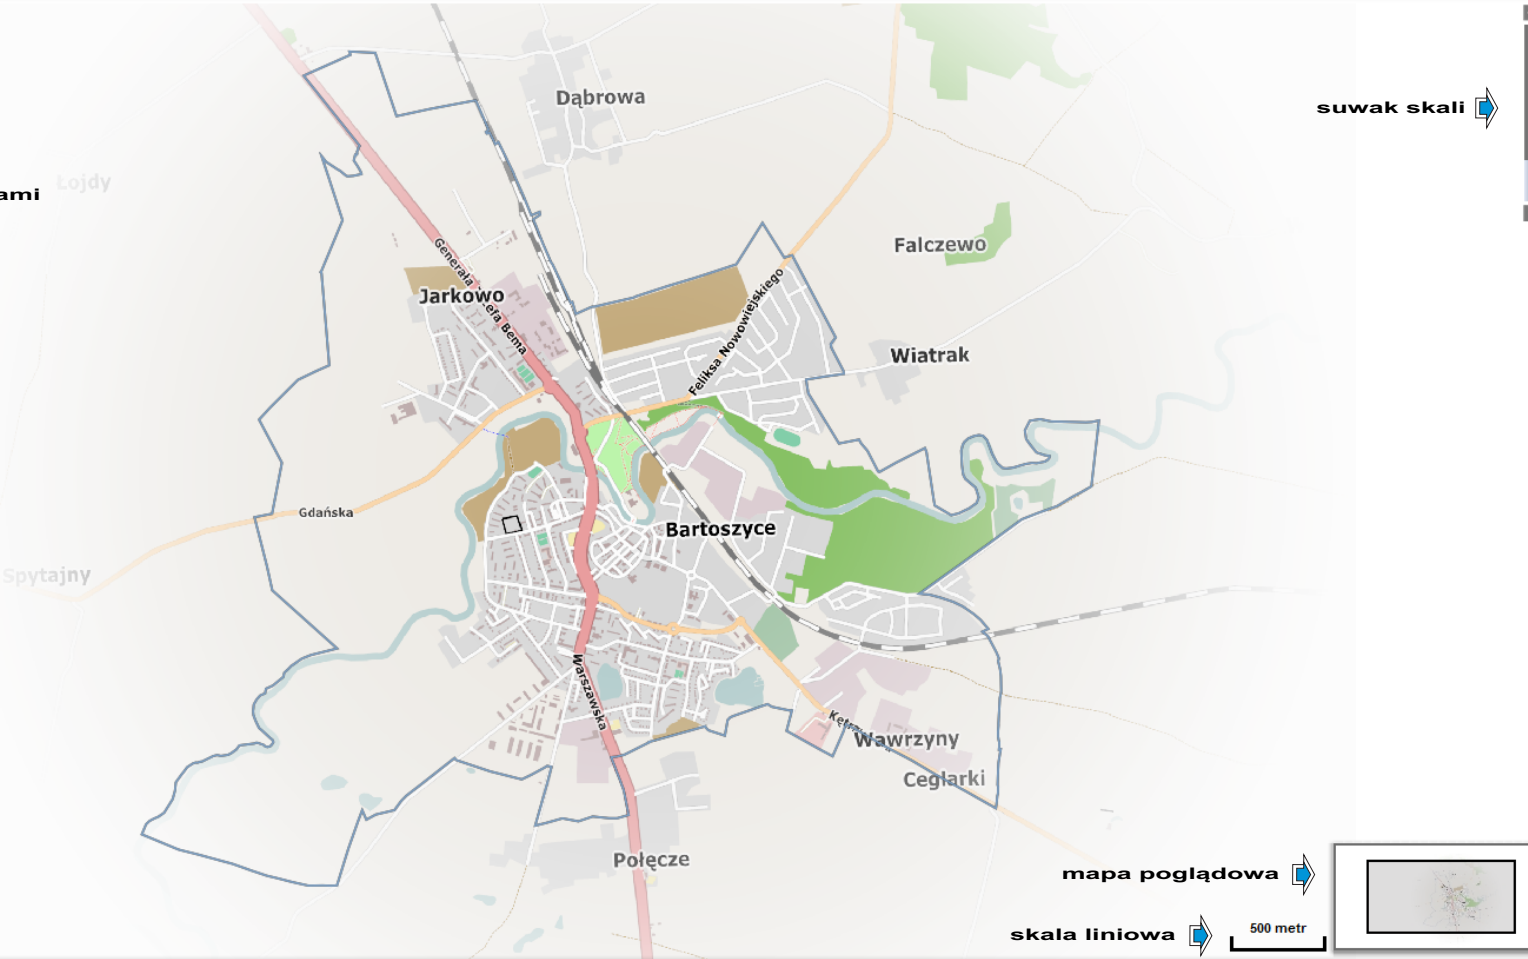 Dąbrowa
suwak skali
Łojdy
ami
Falczewo
Generała Józefa Bema
Jarkowo
Feliksa Nowowiejskiego
Wiatrak
Gdańska
Bartoszyce
Spytajny
Warszawska
Kętrz
Wawrzyny
Ceglarki
Połęcze
mapa poglądowa
skala liniowa
500 metr